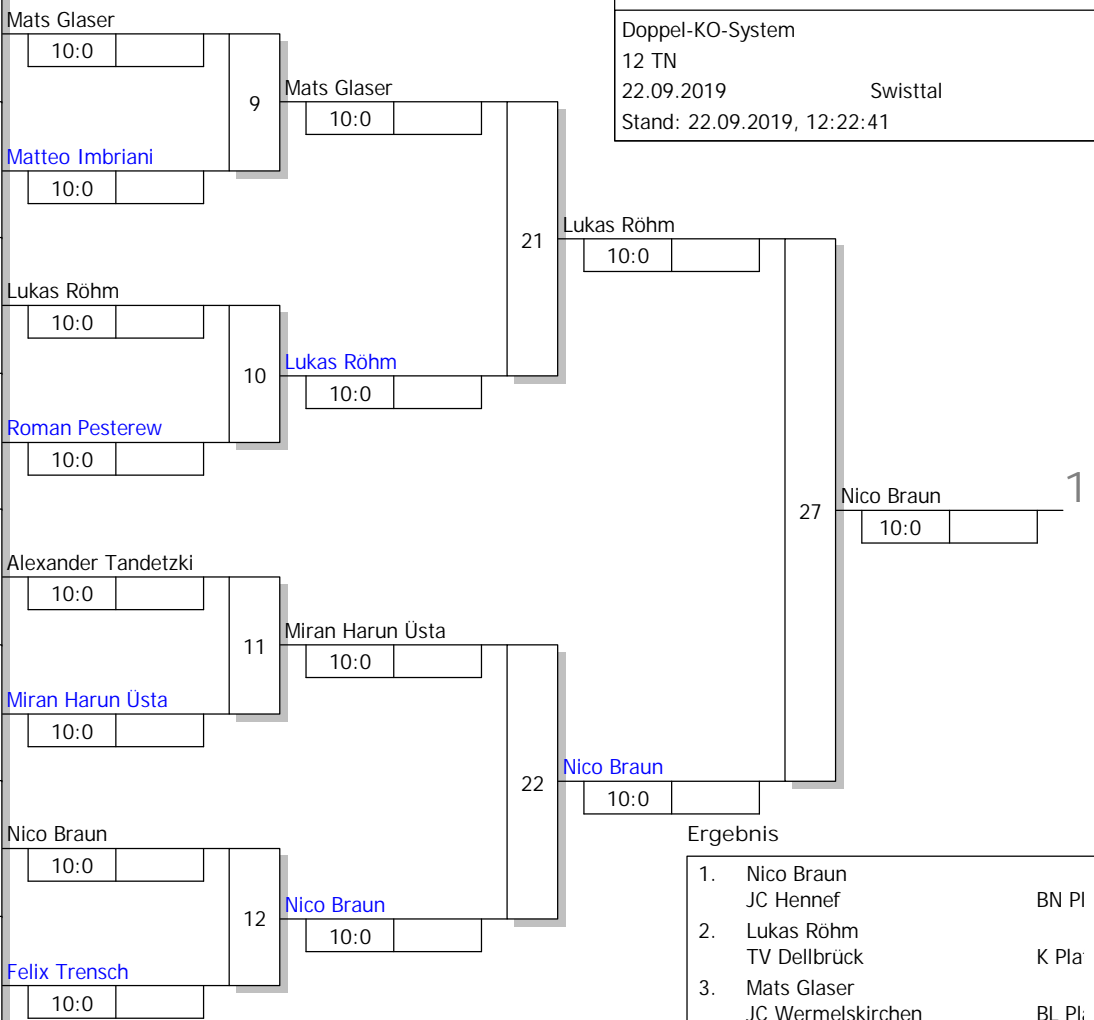 Doppel-KO-System
12 TN
22.09.2019 Swisttal
Stand: 22.09.2019, 12:22:41
Mats Glaser
10:0
9
Matteo Imbriani
10:0
Mats Glaser
10:0
Lukas Röhm
10:0
10
Roman Pesterew
10:0
Lukas Röhm
10:0
21
Lukas Röhm
10:0
Alexander Tandetzki
10:0
11
Miran Harun Üsta
10:0
Miran Harun Üsta
10:0
Nico Braun
10:0
12
Felix Trensch
10:0
Nico Braun
10:0
22
Nico Braun
10:0
27
Nico Braun
10:0
1
Ergebnis
1. Nico Braun
JC Hennef BN
2. Lukas Röhm
TV Dellbrück K
3. Mats Glaser
JC Wermelskirchen BL